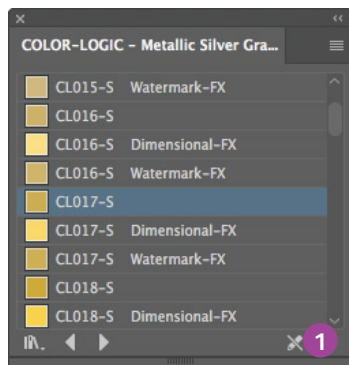 COLOR-LOGIC - Metallic Silver Gra...
CL015-S Watermark-FX
CL016-S
CL016-S Dimensional-FX
CL016-S Watermark-FX
CL017-S
CL017-S Dimensional-FX
CL017-S Watermark-FX
CL018-S
CL018-S Dimensional-FX
1